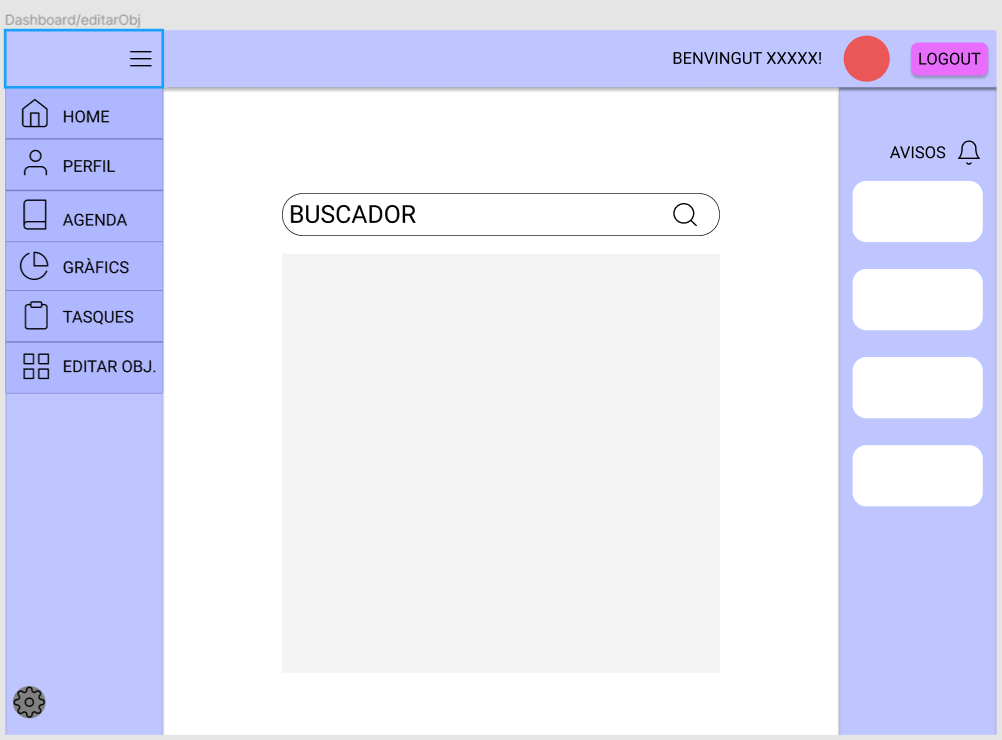 Dashboard/editarObj
BENVINGUT XXXXX!
LOGOUT
HOME
PERFIL
AGENDA
GRÀFICS
TASQUES
EDITAR OBJ.
BUSCADOR
AVISOS